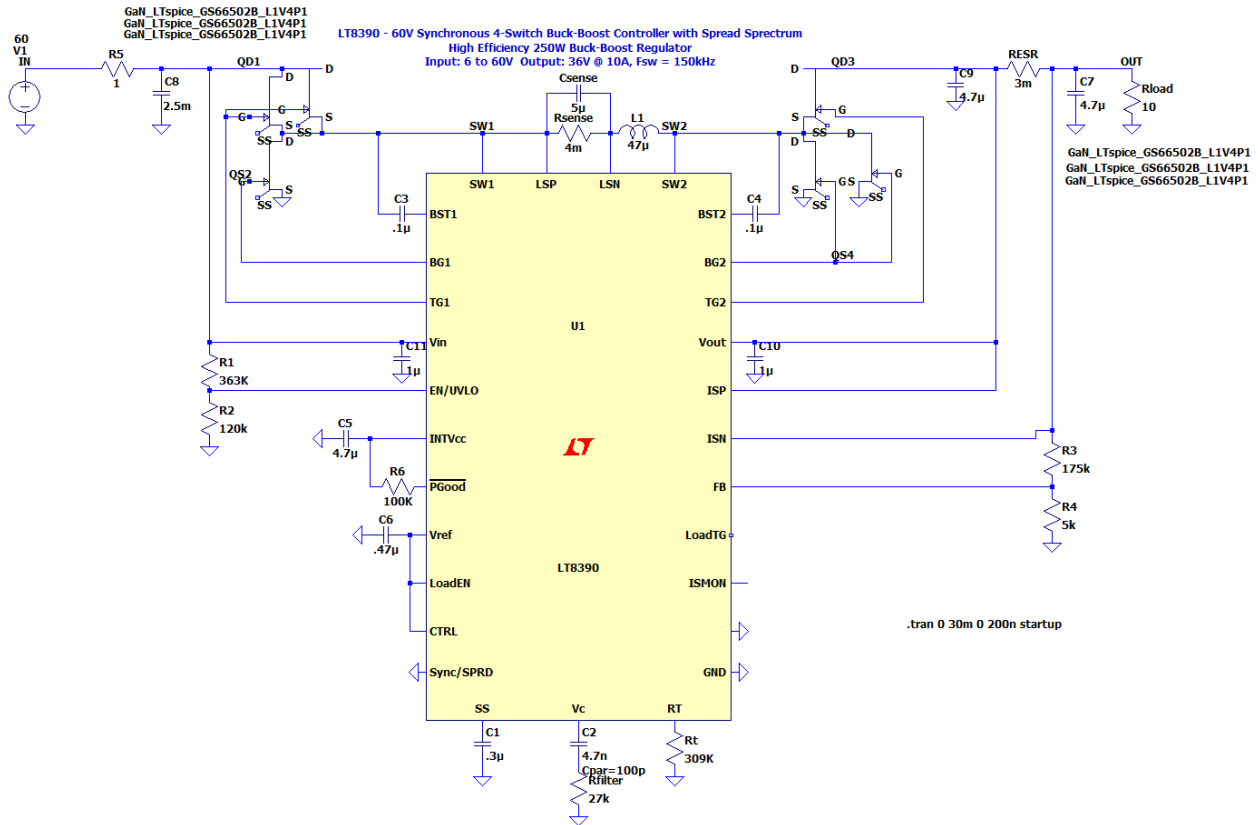 GaN_LTspice_GS66502B_L1V4P1
GaN_LTspice_GS66502B_L1V4P1
GaN_LTspice_GS66502B_L1V4P1
LT8390 - 60V Synchronous 4-Switch Buck-Boost Controller with Spread Spectrum
High Efficiency 250W Buck-Boost Regulator
Input: 6 to 60V Output: 36V @ 10A, Fsw = 150kHz
60
V1
IN
R5
1
C8
2.5m
QD1
D
D
G
G
S
S
SS
SS
D
QS2
G
S
SS
Csense
5µ
Rsense
4m
L1
47µ
SW1
SW2
D
QD3
G
S
SS
D
D
G
S
SS
G
S
SS
QS4
C9
4.7µ
RESR
3m
C7
4.7µ
OUT
Rload
10
GaN_LTspice_GS66502B_L1V4P1
GaN_LTspice_GS66502B_L1V4P1
GaN_LTspice_GS66502B_L1V4P1
SW1
LSP
LSN
SW2
C3
.1µ
BST1
BST2
C4
.1µ
BG1
BG2
TG1
TG2
U1
Vin
Vout
C11
1µ
C10
1µ
R1
363K
EN/UVLO
ISP
R2
120k
C5
4.7µ
INTVcc
ISN
R3
175k
R6
100K
PGood
FB
R4
5k
C6
.47µ
Vref
LoadTG
LT8390
LoadEN
ISMON
CTRL
.tran 0 30m 0 200n startup
Sync/SPRD
GND
SS
Vc
RT
C1
.3µ
C2
4.7n
Cpar=100p
Rfilter
27k
Rt
309K